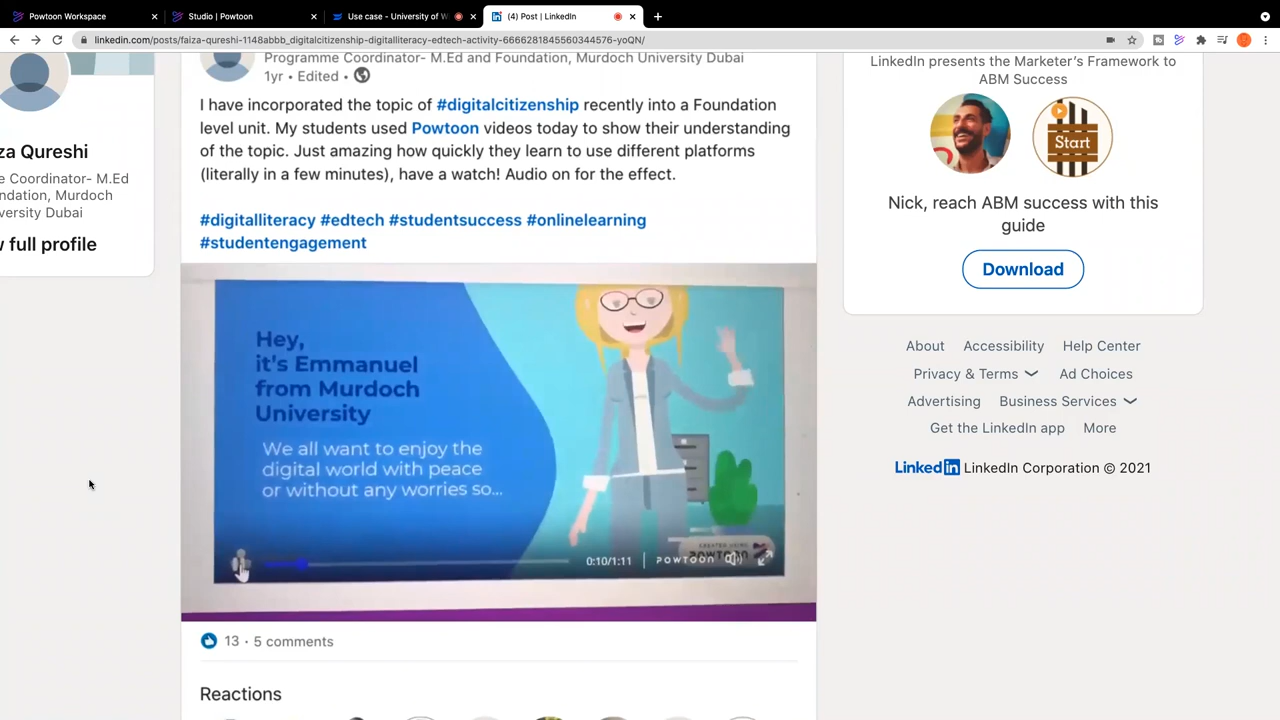 Powtoon Workspace
Studio | Powtoon
Use case - University of W
(4) Post | LinkedIn
linkedin.com/posts/faiza-qureshi-1148abbb_digitalcitizenship-digitalliteracy-edtech-activity-6666281845560344576-yoQN/
za Qureshi
e Coordinator- M.Ed
ndation, Murdoch
versity Dubai
v full profile
Programme Coordinator- M.Ed and Foundation, Murdoch University Dubai
1yr • Edited •
I have incorporated the topic of #digitalcitizenship recently into a Foundation
level unit. My students used Powtoon videos today to show their understanding
of the topic. Just amazing how quickly they learn to use different platforms
(literally in a few minutes), have a watch! Audio on for the effect.
#digitalliteracy #edtech #studentsuccess #onlinelearning
#studentengagement
Hey,
it's Emmanuel
from Murdoch
University
We all want to enjoy the
digital world with peace
or without any worries so...
CREATED USING
POWTOON
0:10/1:11 | POWTOON
13 · 5 comments
Reactions
LinkedIn presents the Marketer's Framework to
ABM Success
Start
Nick, reach ABM success with this
guide
Download
About Accessibility Help Center
Privacy & Terms Ad Choices
Advertising Business Services
Get the LinkedIn app More
LinkedIn LinkedIn Corporation © 2021